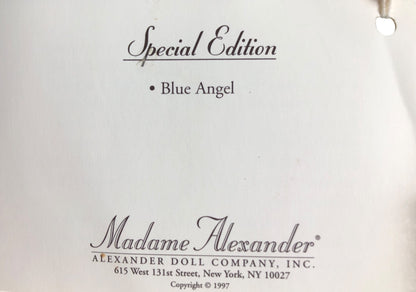 Special Edition
• Blue Angel
Madame Alexander®
ALEXANDER DOLL COMPANY, INC.
615 West 131st Street, New York, NY 10027
Copyright © 1997